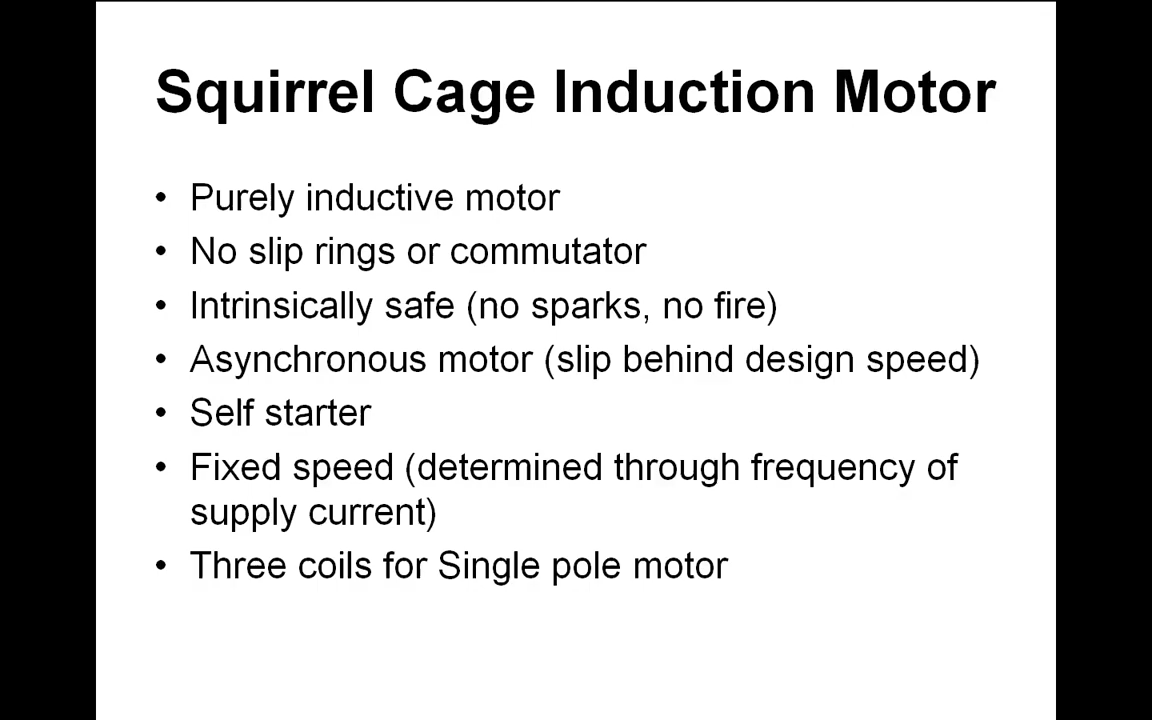 Squirrel Cage Induction Motor
• Purely inductive motor
• No slip rings or commutator
• Intrinsically safe (no sparks, no fire)
• Asynchronous motor (slip behind design speed)
• Self starter
• Fixed speed (determined through frequency of
supply current)
• Three coils for Single pole motor